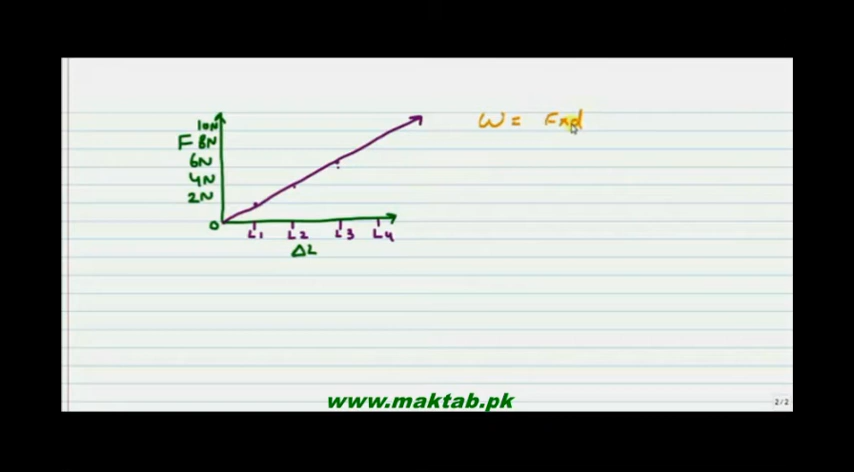 10N
F 8N
6N
4N
2N
0
L1 L2 L3 L4
ΔL
W = F×d
www.maktab.pk
2 / 2